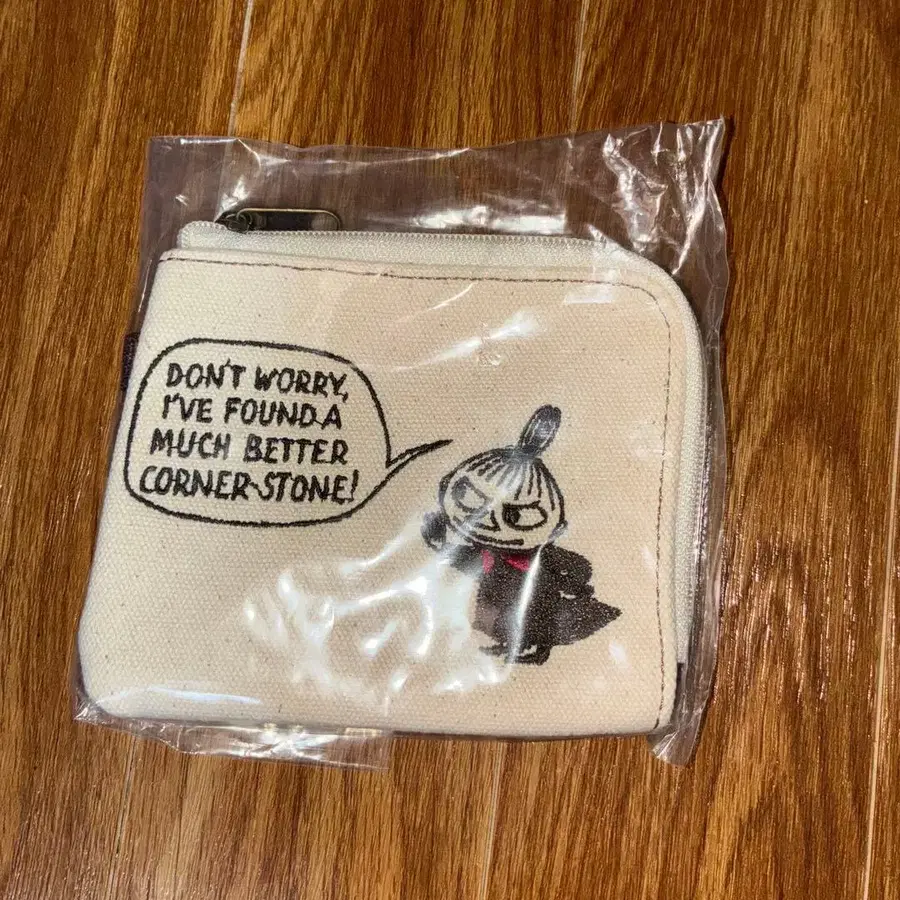 DON'T WORRY,
I'VE FOUND A
MUCH BETTER
CORNER-STONE!